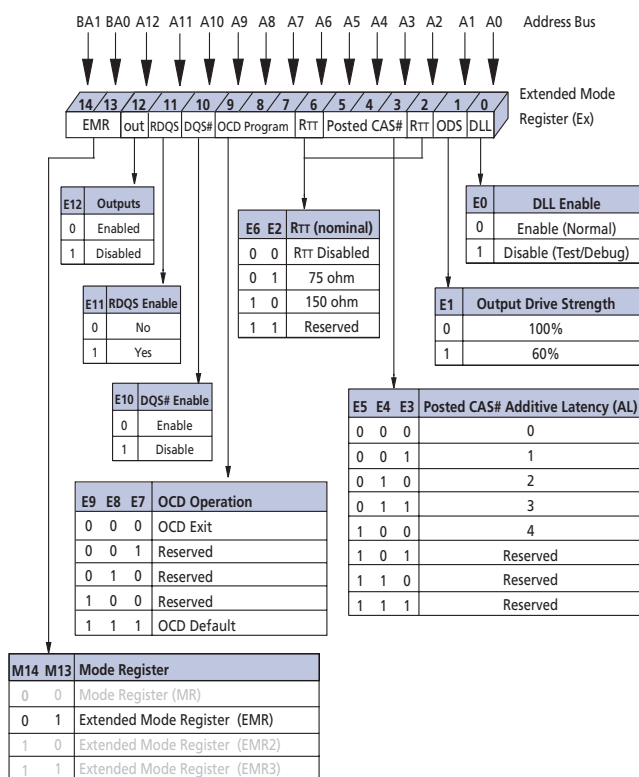 BA1 BA0 A12 A11 A10 A9 A8 A7 A6 A5 A4 A3 A2 A1 A0 Address Bus
14 13 12 11 10 9 8 7 6 5 4 3 2 1 0
Extended Mode
Register (Ex)
EMR out RDQS DQS# OCD Program RTT Posted CAS# RTT ODS DLL
E12 Outputs
0 Enabled
1 Disabled
E11 RDQS Enable
0 No
1 Yes
E10 DQS# Enable
0 Enable
1 Disable
E9 E8 E7 OCD Operation
0 0 0 OCD Exit
0 0 1 Reserved
0 1 0 Reserved
1 0 0 Reserved
1 1 1 OCD Default
E6 E2 RTT (nominal)
0 0 RTT Disabled
0 1 75 ohm
1 0 150 ohm
1 1 Reserved
E0 DLL Enable
0 Enable (Normal)
1 Disable (Test/Debug)
E1 Output Drive Strength
0 100%
1 60%
E5 E4 E3 Posted CAS# Additive Latency (AL)
0 0 0 0
0 0 1 1
0 1 0 2
0 1 1 3
1 0 0 4
1 0 1 Reserved
1 1 0 Reserved
1 1 1 Reserved
M14 M13 Mode Register
0 0 Mode Register (MR)
0 1 Extended Mode Register (EMR)
1 0 Extended Mode Register (EMR2)
1 1 Extended Mode Register (EMR3)